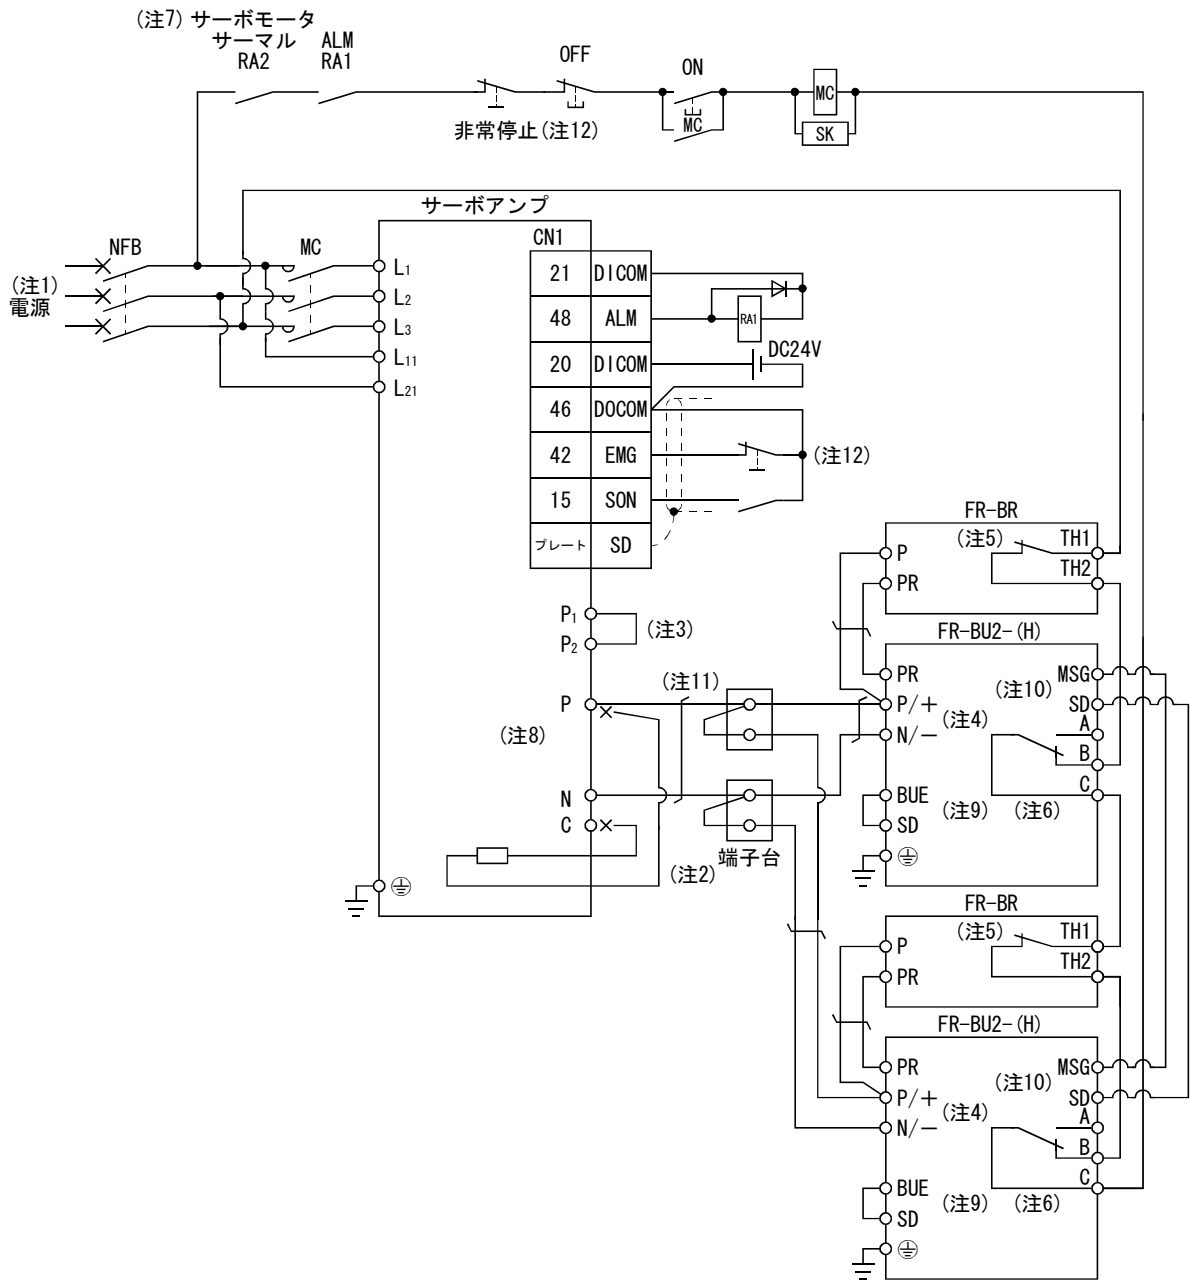 (注7) サーボモータ
サーマル
RA2
ALM
RA1
OFF
ON
MC
MC
SK
非常停止(注12)
サーボアンプ
NFB
MC
(注1)
電源
L1
L2
L3
L11
L21
CN1
21 DICOM
48 ALM
20 DICOM
46 DOCOM
42 EMG
15 SON
プレート SD
RA1
DC24V
(注12)
P1
P2
(注3)
P
(注8)
N
C
(注11)
(注2)
端子台
FR-BR
(注5)
TH1
TH2
P
PR
FR-BU2-(H)
PR
P/+
N/-
(注4)
(注10)
MSG
SD
A
B
C
BUE
SD
(注9)
(注6)
FR-BR
(注5)
TH1
TH2
P
PR
FR-BU2-(H)
PR
P/+
N/-
(注4)
(注10)
MSG
SD
A
B
C
BUE
SD
(注9)
(注6)